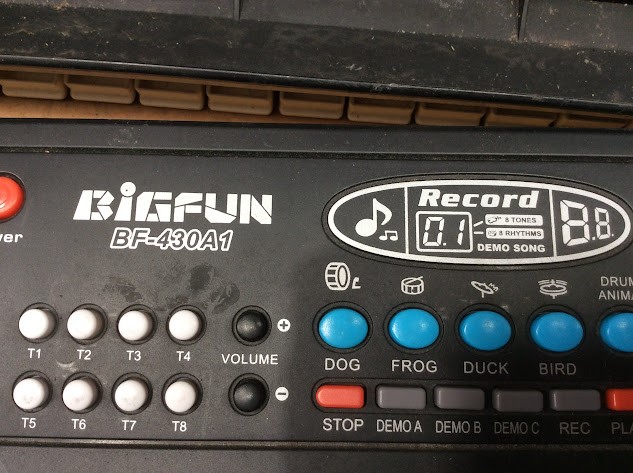 BiGFUN
BF-430A1
Record
0.1
8 TONES
8 RHYTHMS
DEMO SONG
8.8.
wer
DRUM
ANIMA
T1 T2 T3 T4
VOLUME
+
DOG FROG DUCK BIRD
T5 T6 T7 T8
−
STOP DEMO A DEMO B DEMO C REC PLA